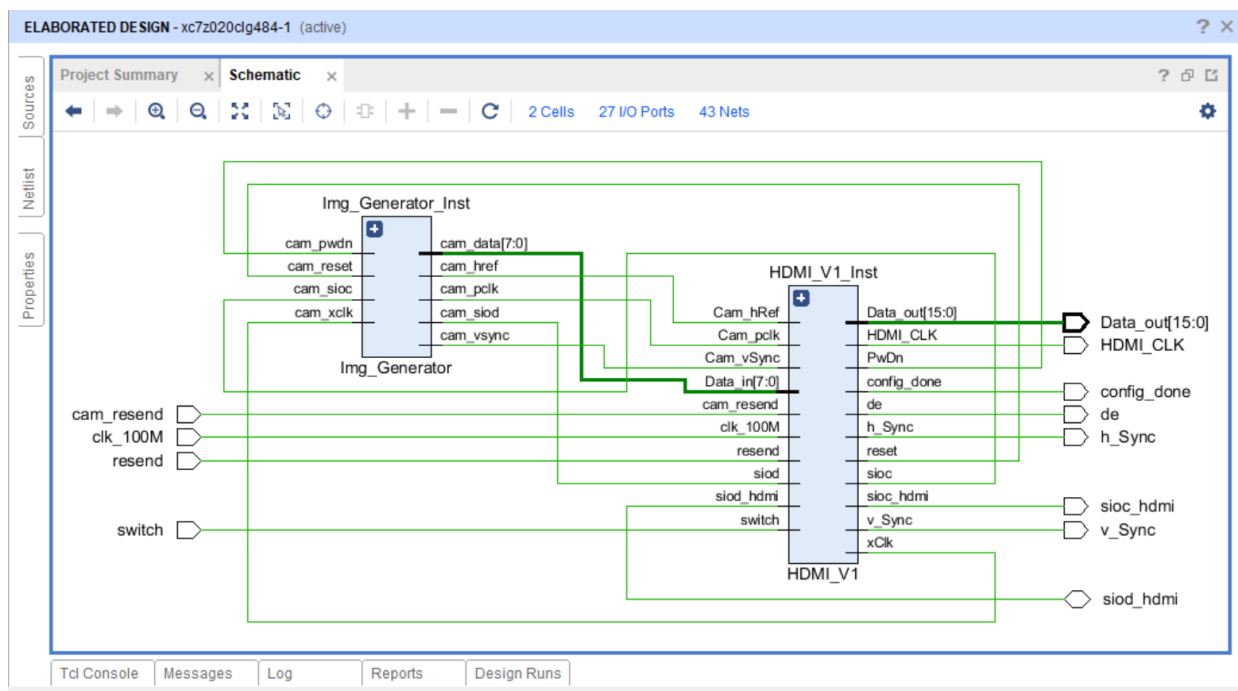 ELABORATED DESIGN - xc7z020clg484-1 (active)
? ×
Sources
Netlist
Properties
Project Summary ×
Schematic ×
?
2 Cells
27 I/O Ports
43 Nets
Img_Generator_Inst
cam_pwdn
cam_reset
cam_sioc
cam_xclk
cam_data[7:0]
cam_href
cam_pclk
cam_siod
cam_vsync
Img_Generator
HDMI_V1_Inst
Cam_hRef
Cam_pclk
Cam_vSync
Data_in[7:0]
cam_resend
clk_100M
resend
siod
siod_hdmi
switch
Data_out[15:0]
HDMI_CLK
PwDn
config_done
de
h_Sync
reset
sioc
sioc_hdmi
v_Sync
xClk
HDMI_V1
cam_resend
clk_100M
resend
switch
Data_out[15:0]
HDMI_CLK
config_done
de
h_Sync
sioc_hdmi
v_Sync
siod_hdmi
Tcl Console
Messages
Log
Reports
Design Runs